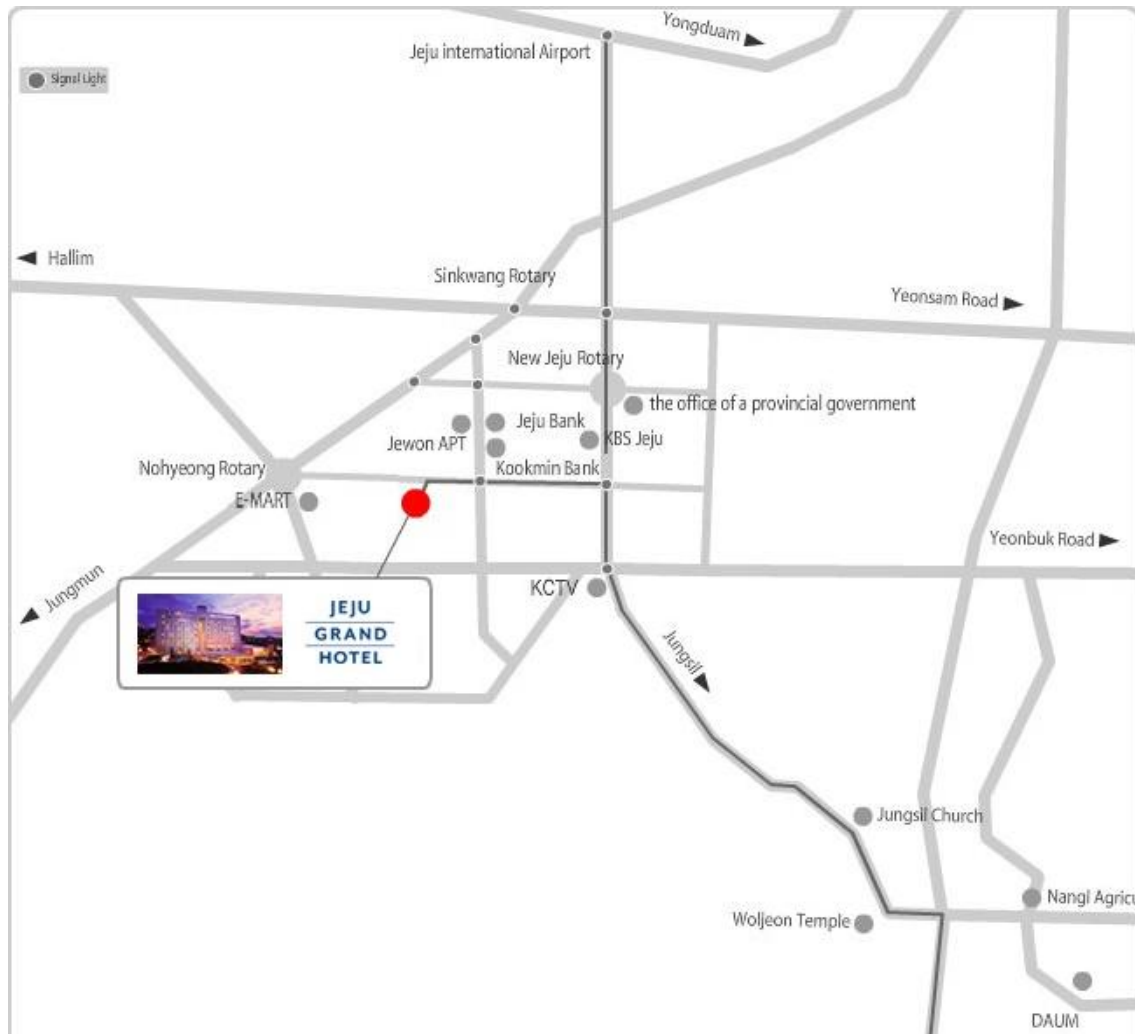 Yongduam
Jeju international Airport
Signal Light
Hallim
Sinkwang Rotary
Yeonsam Road
New Jeju Rotary
the office of a provincial government
Jeju Bank
Jewon APT
KBS Jeju
Nohyeong Rotary
Kookmin Bank
E-MART
Yeonbuk Road
Jungmun
KCTV
JEJU
GRAND
HOTEL
Jungsil
Jungsil Church
Nangl Agricu
Woljeon Temple
DAUM